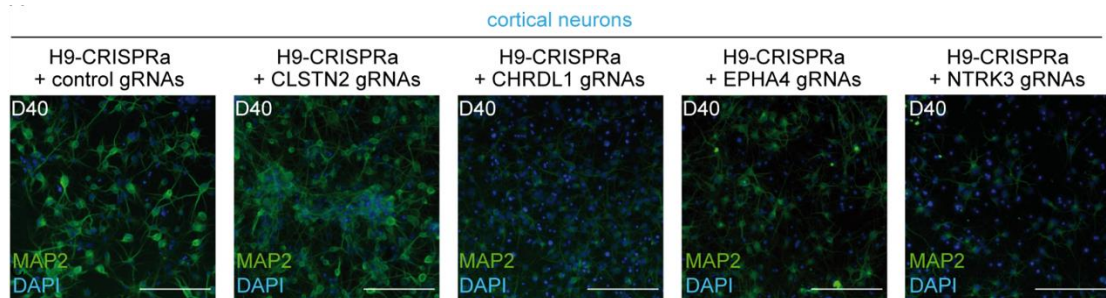 cortical neurons
H9-CRISPRa
+ control gRNAs
H9-CRISPRa
+ CLSTN2 gRNAs
H9-CRISPRa
+ CHRDL1 gRNAs
H9-CRISPRa
+ EPHA4 gRNAs
H9-CRISPRa
+ NTRK3 gRNAs
D40
MAP2
DAPI
D40
MAP2
DAPI
D40
MAP2
DAPI
D40
MAP2
DAPI
D40
MAP2
DAPI